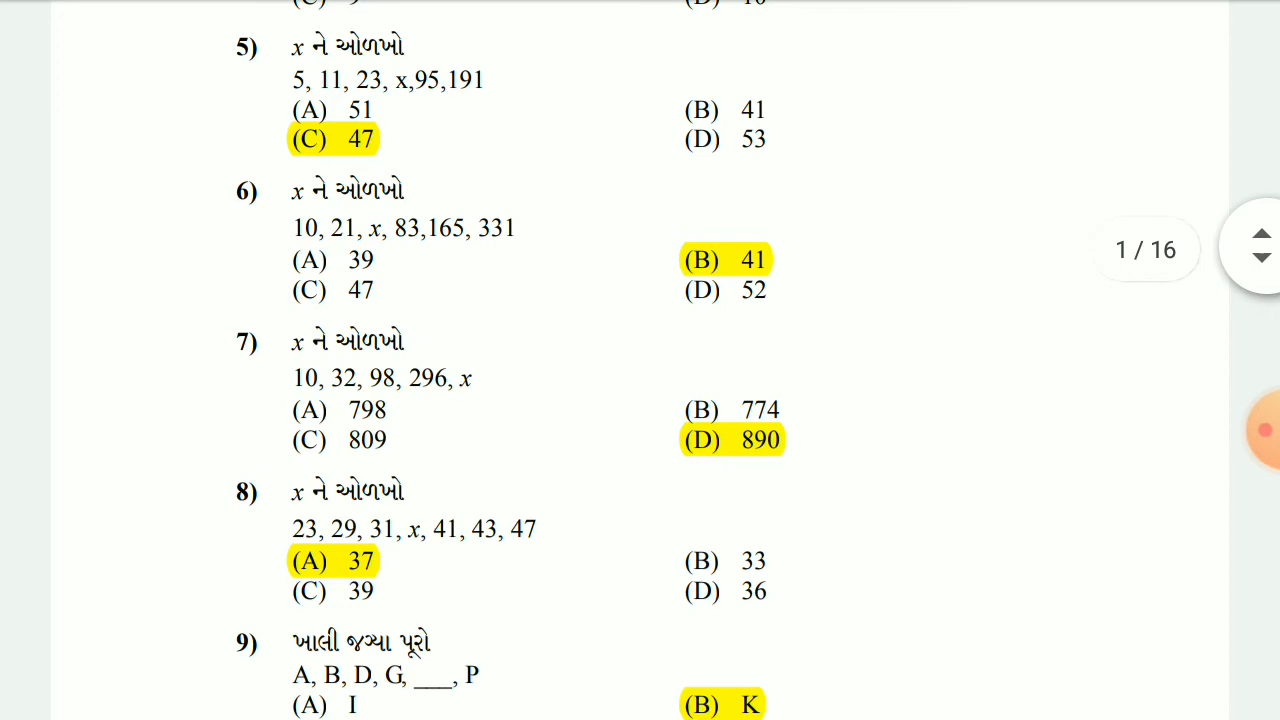 5) x ને ઓળખો
5, 11, 23, x,95,191
(A) 51 (B) 41
(C) 47 (D) 53
6) x ને ઓળખો
10, 21, x, 83,165, 331
(A) 39 (B) 41
(C) 47 (D) 52
1 / 16
7) x ને ઓળખો
10, 32, 98, 296, x
(A) 798 (B) 774
(C) 809 (D) 890
8) x ને ઓળખો
23, 29, 31, x, 41, 43, 47
(A) 37 (B) 33
(C) 39 (D) 36
9) ખાલી જગ્યા પૂરો
A, B, D, G, ___, P
(A) I (B) K